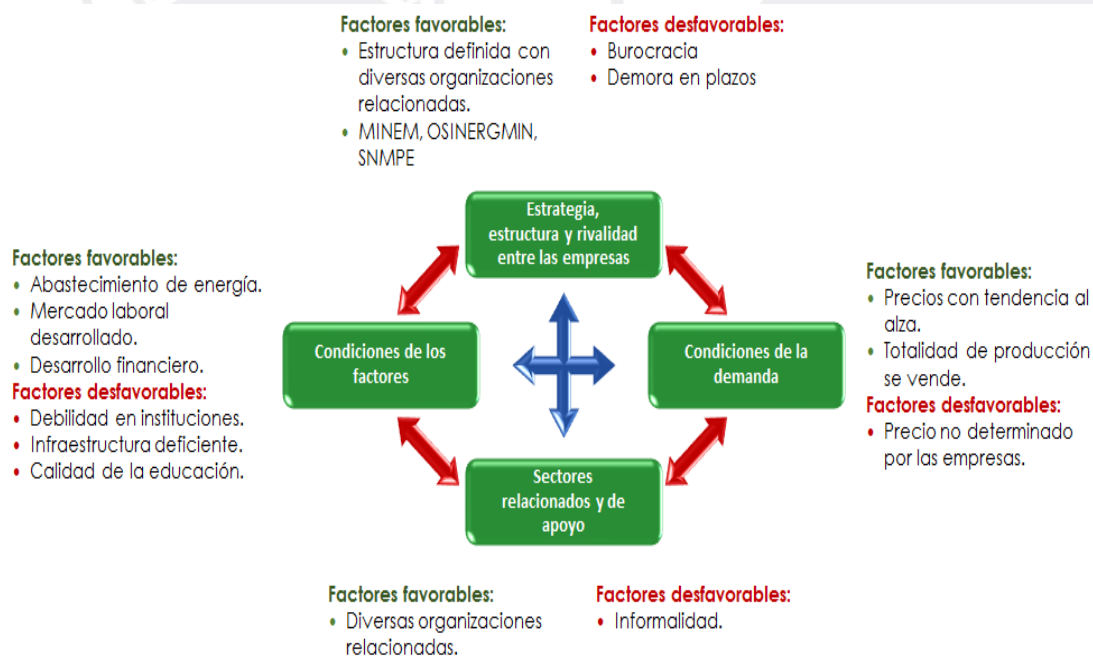 Factores favorables:
• Estructura definida con
diversas organizaciones
relacionadas.
• MINEM, OSINERGMIN,
SNMPE
Factores desfavorables:
• Burocracia
• Demora en plazos
Estrategia,
estructura y rivalidad
entre las empresas
Factores favorables:
• Abastecimiento de energía.
• Mercado laboral
desarrollado.
• Desarrollo financiero.
Factores desfavorables:
• Debilidad en instituciones.
• Infraestructura deficiente.
• Calidad de la educación.
Condiciones de los
factores
Condiciones de la
demanda
Factores favorables:
• Precios con tendencia al
alza.
• Totalidad de producción
se vende.
Factores desfavorables:
• Precio no determinado
por las empresas.
Sectores
relacionados y de
apoyo
Factores favorables:
• Diversas organizaciones
relacionadas.
Factores desfavorables:
• Informalidad.